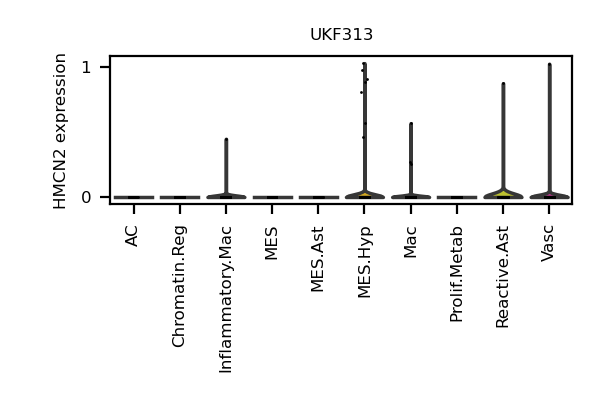 UKF313
HMCN2 expression
1
0
AC
Chromatin.Reg
Inflammatory.Mac
MES
MES.Ast
MES.Hyp
Mac
Prolif.Metab
Reactive.Ast
Vasc